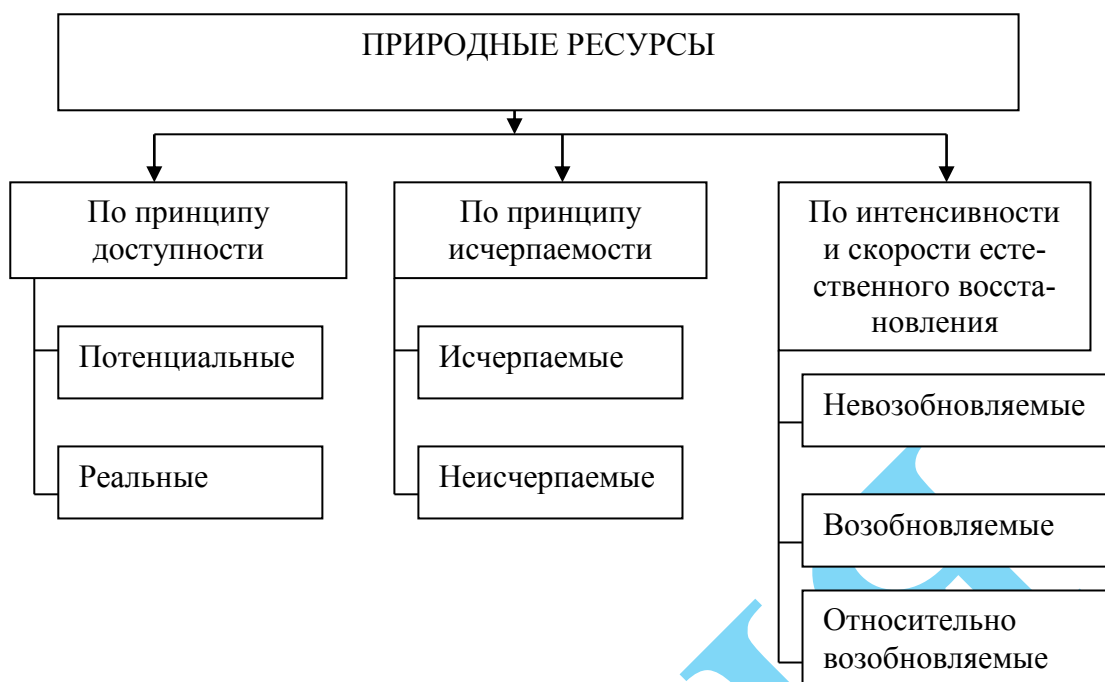 ПРИРОДНЫЕ РЕСУРСЫ
По принципу
доступности
Потенциальные
Реальные
По принципу
исчерпаемости
Исчерпаемые
Неисчерпаемые
По интенсивности
и скорости есте-
ственного восста-
новления
Невозобновляемые
Возобновляемые
Относительно
возобновляемые